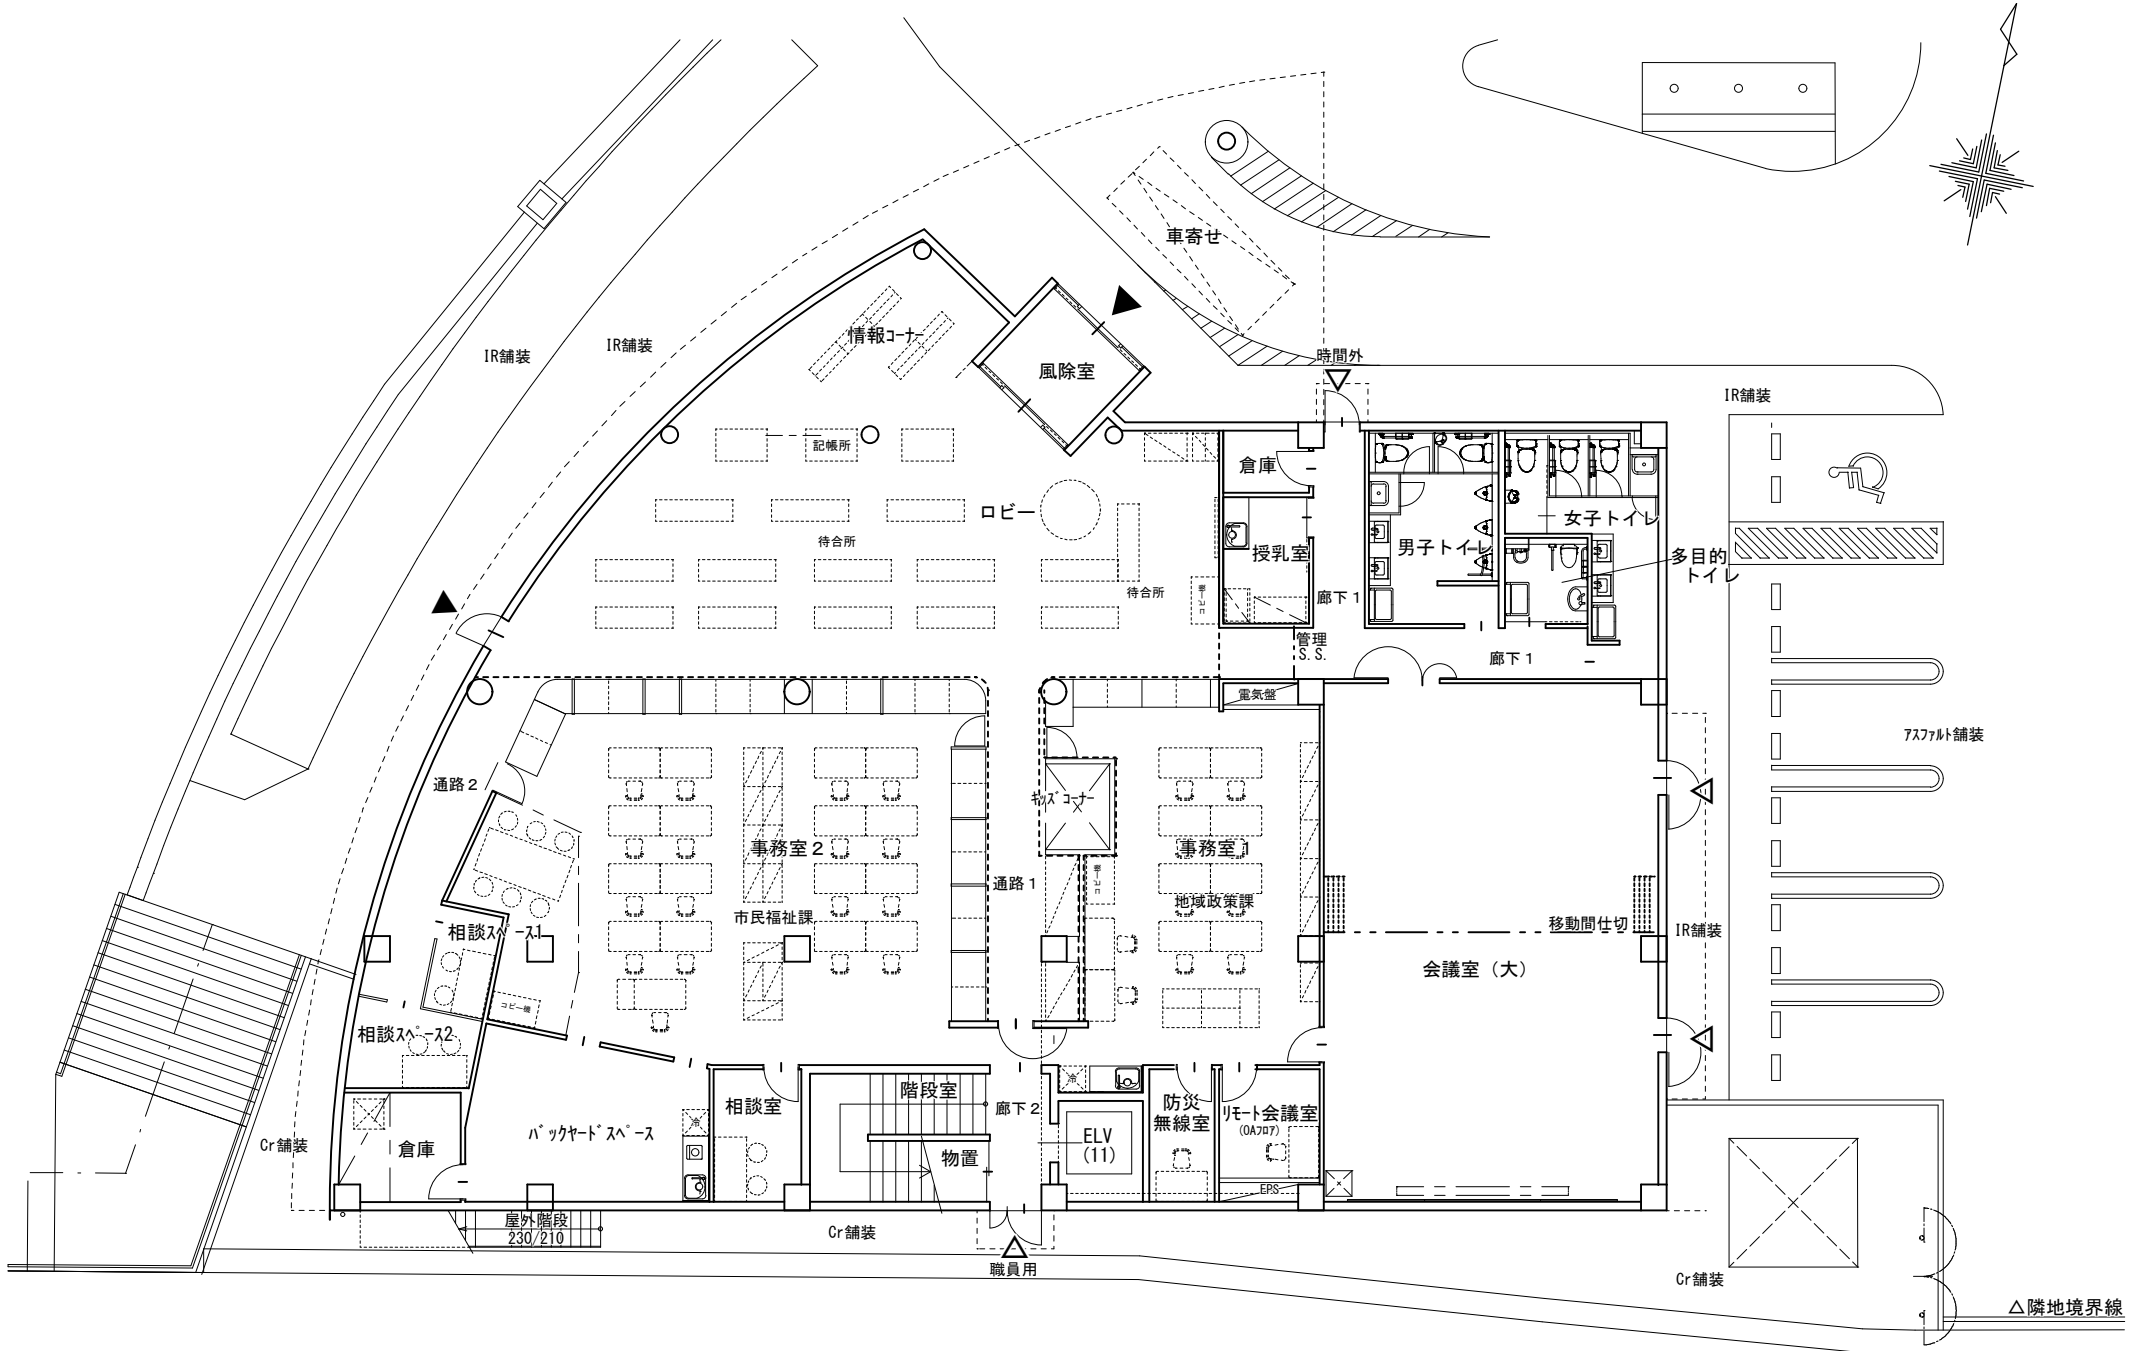 車寄せ
情報コーナー
IR舗装
IR舗装
時間外
風除室
IR舗装
記帳所
倉庫
ロビー
女子トイレ
待合所
男子トイレ
授乳室
多目的
トイレ
待合所
コピー機
廊下1
管理
S.S.
廊下1
電気盤
アスファルト舗装
通路2
キッズコーナー
事務室2
事務室1
コピー機
通路1
地域政策課
市民福祉課
移動間仕切
相談スペース1
IR舗装
会議室（大）
コピー機
相談スペース2
冷
階段室
防災
無線室
リモート会議室
(OAフロア)
相談室
廊下2
冷
バックヤードスペース
ELV
(11)
Cr舗装
倉庫
物置
EPS
屋外階段
230/210
Cr舗装
職員用
Cr舗装
△隣地境界線